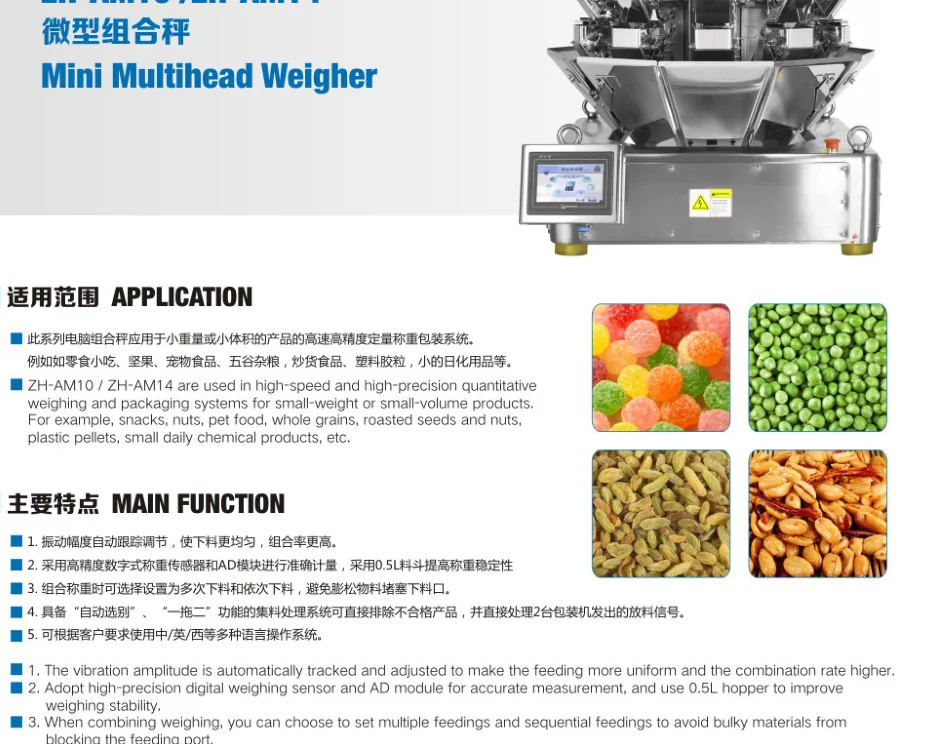 ZH-AM10 /ZH-AM14
微型组合秤
Mini Multihead Weigher
适用范围 APPLICATION
■ 此系列电脑组合秤应用于小重量或小体积的产品的高速高精度定量称重包装系统。
例如如零食小吃、坚果、宠物食品、五谷杂粮，炒货食品、塑料胶粒，小的日化用品等。
■ ZH-AM10 / ZH-AM14 are used in high-speed and high-precision quantitative
weighing and packaging systems for small-weight or small-volume products.
For example, snacks, nuts, pet food, whole grains, roasted seeds and nuts,
plastic pellets, small daily chemical products, etc.
主要特点 MAIN FUNCTION
■ 1. 振动幅度自动跟踪调节，使下料更均匀，组合率更高。
■ 2. 采用高精度数字式称重传感器和AD模块进行准确计量，采用0.5L料斗提高称重稳定性
■ 3. 组合称重时可选择设置为多次下料和依次下料，避免膨松物料堵塞下料口。
■ 4. 具备“自动选别”、“一拖二”功能的集料处理系统可直接排除不合格产品，并直接处理2台包装机发出的放料信号。
■ 5. 可根据客户要求使用中/英/西等多种语言操作系统。
■ 1. The vibration amplitude is automatically tracked and adjusted to make the feeding more uniform and the combination rate higher.
■ 2. Adopt high-precision digital weighing sensor and AD module for accurate measurement, and use 0.5L hopper to improve
weighing stability.
■ 3. When combining weighing, you can choose to set multiple feedings and sequential feedings to avoid bulky materials from
blocking the feeding port.